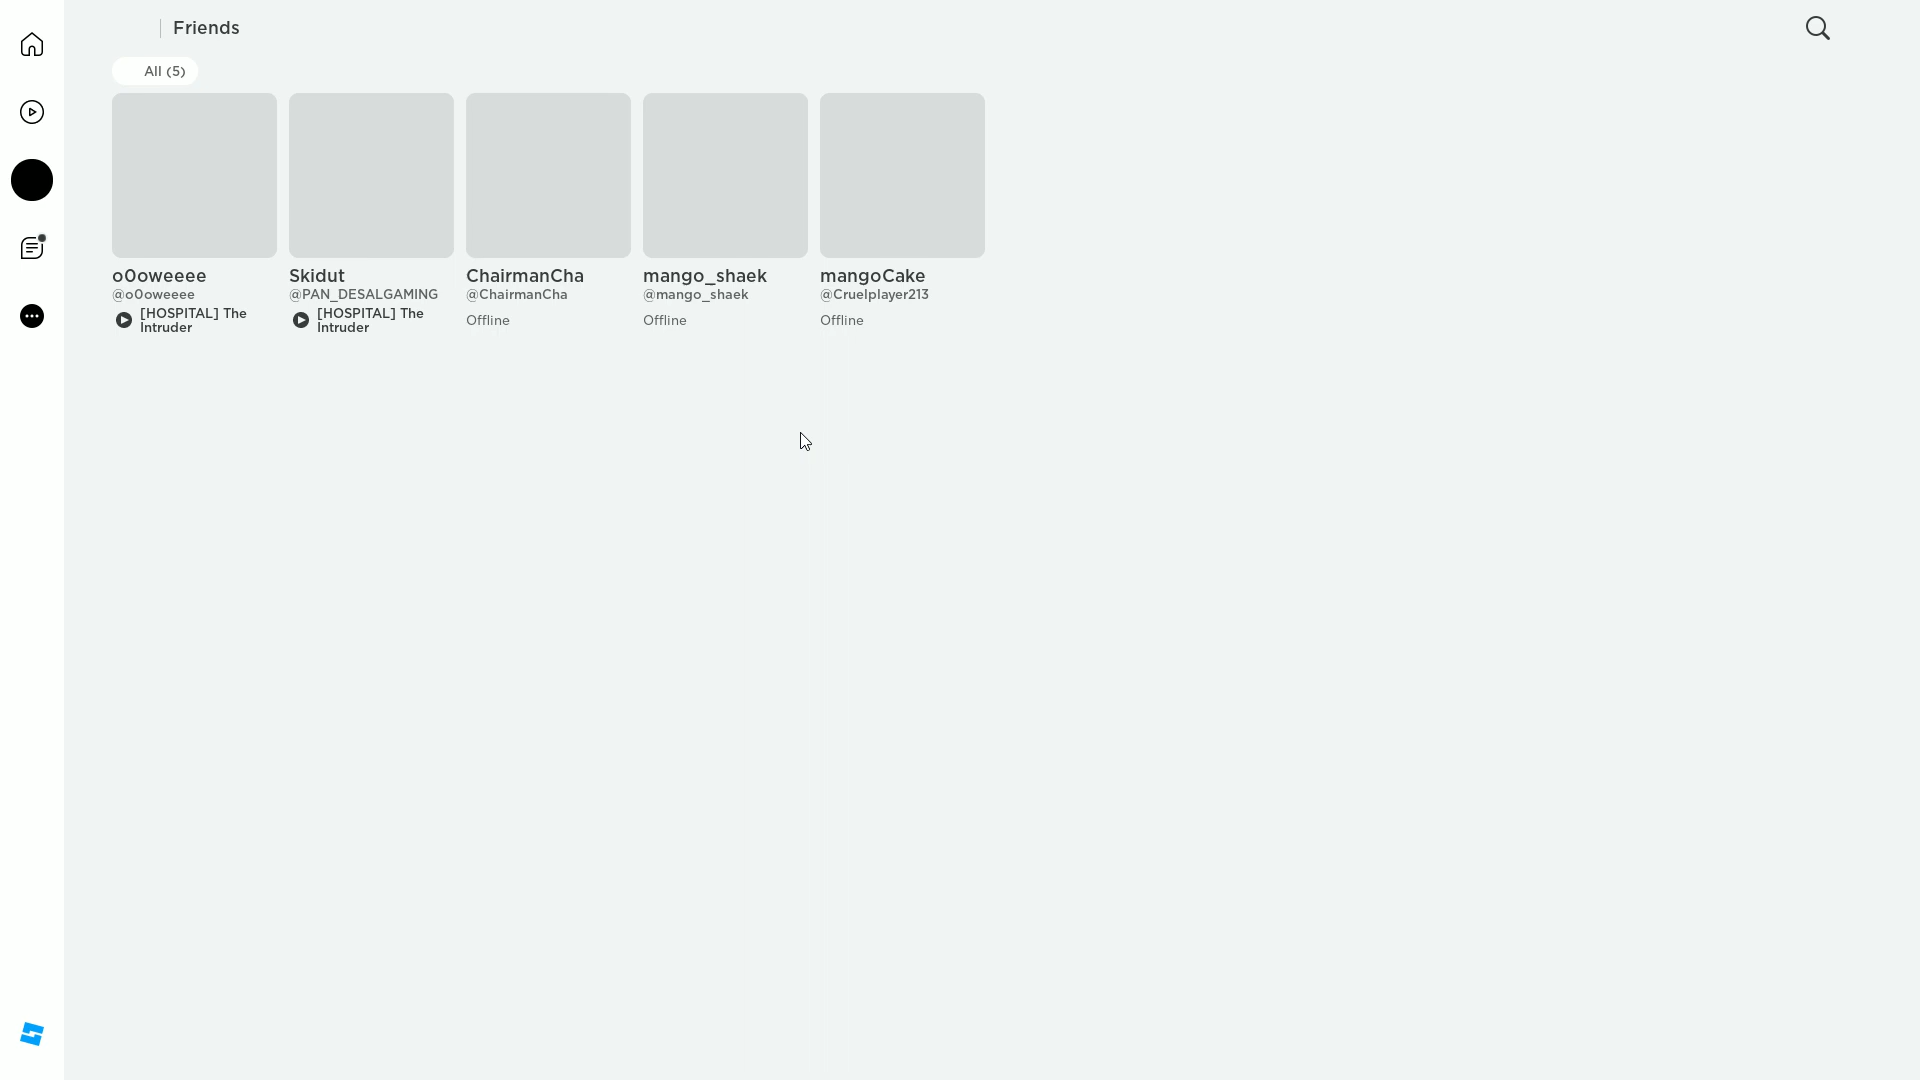 Friends
All (5)
o0oweeee
@o0oweeee
[HOSPITAL] The
Intruder
Skidut
@PAN_DESALGAMING
[HOSPITAL] The
Intruder
ChairmanCha
@ChairmanCha
Offline
mango_shaek
@mango_shaek
Offline
mangoCake
@Cruelplayer213
Offline